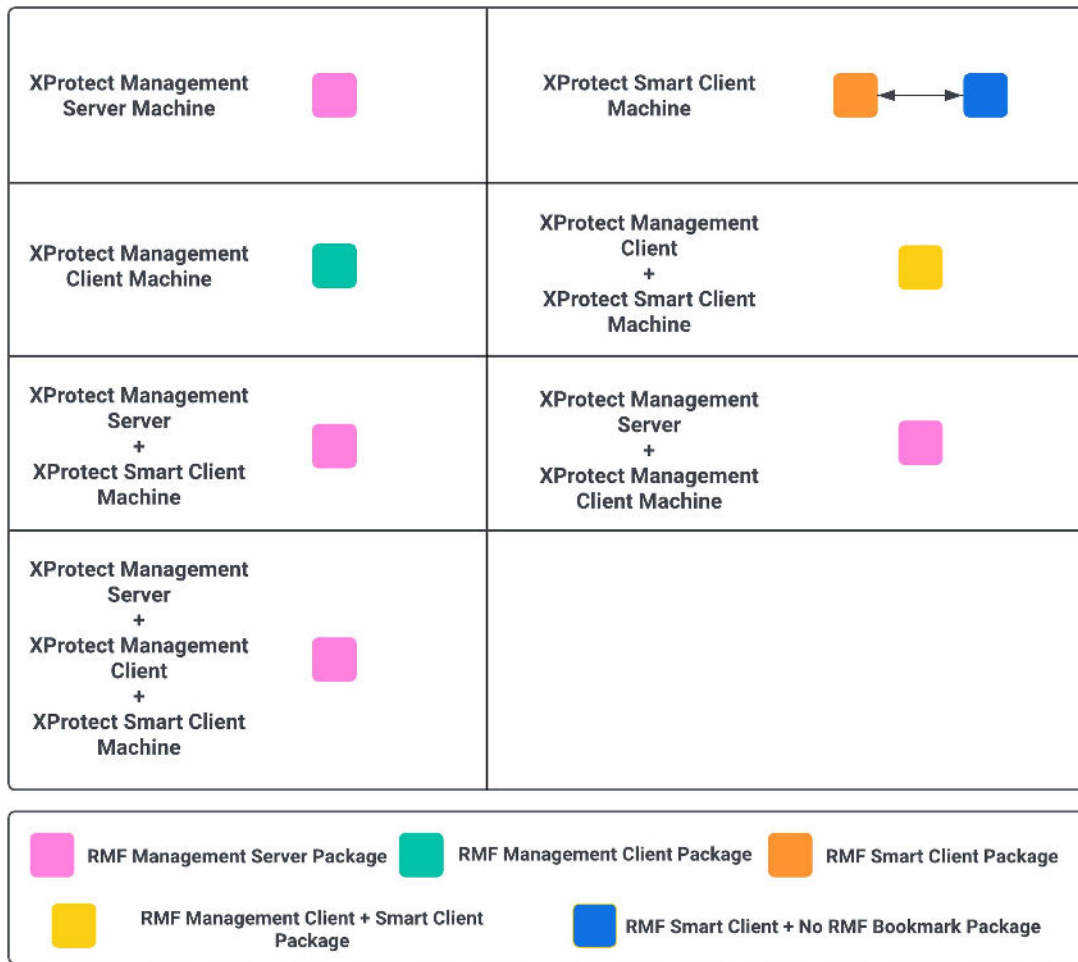 XProtect Management
Server Machine
XProtect Smart Client
Machine
XProtect Management
Client Machine
XProtect Management
Client
+
XProtect Smart Client
Machine
XProtect Management
Server
+
XProtect Smart Client
Machine
XProtect Management
Server
+
XProtect Management
Client Machine
XProtect Management
Server
+
XProtect Management
Client
+
XProtect Smart Client
Machine
RMF Management Server Package
RMF Management Client Package
RMF Smart Client Package
RMF Management Client + Smart Client
Package
RMF Smart Client + No RMF Bookmark Package